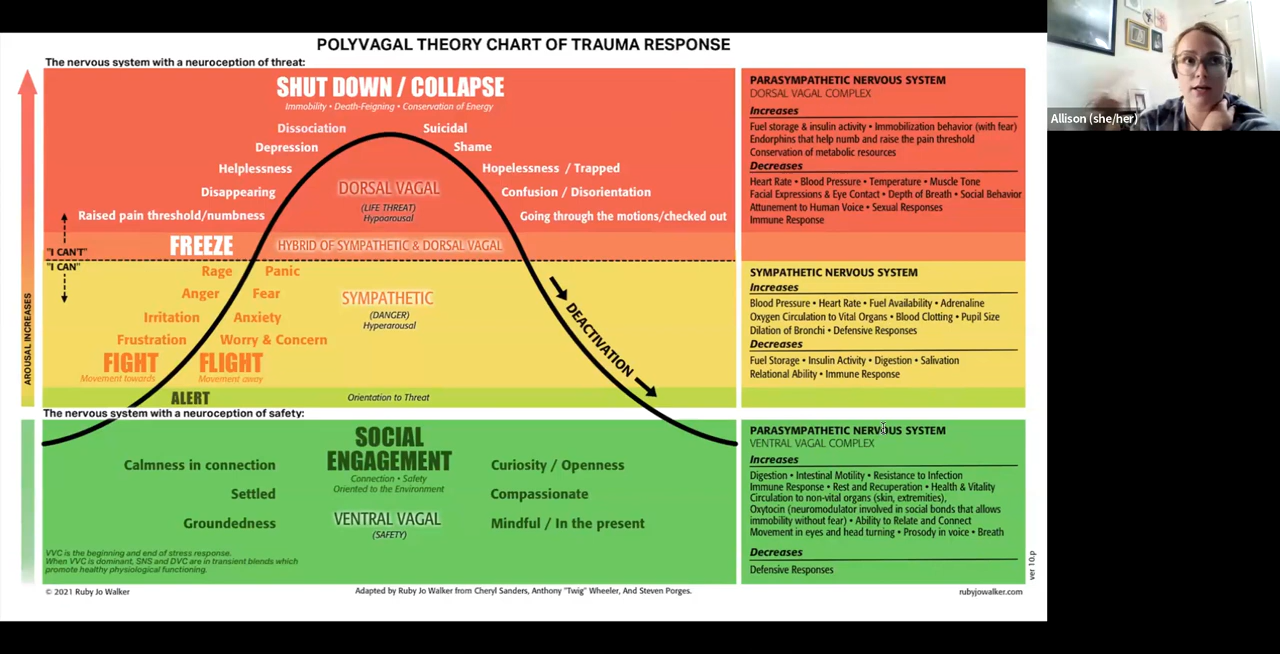 POLYVAGAL THEORY CHART OF TRAUMA RESPONSE
The nervous system with a neuroception of threat:
SHUT DOWN / COLLAPSE
Immobility • Death-Feigning • Conservation of Energy
Dissociation
Suicidal
Depression
Shame
Helplessness
Hopelessness / Trapped
Disappearing
DORSAL VAGAL
Confusion / Disorientation
(LIFE THREAT)
Hypoarousal
Raised pain threshold/numbness
Going through the motions/checked out
"I CAN'T"
FREEZE
HYBRID OF SYMPATHETIC & DORSAL VAGAL
"I CAN"
Rage
Panic
Anger
Fear
SYMPATHETIC
(DANGER)
Hyperarousal
Irritation
Anxiety
Frustration
Worry & Concern
FIGHT
Movement towards
FLIGHT
Movement away
DEACTIVATION
AROUSAL INCREASES
ALERT
Orientation to Threat
The nervous system with a neuroception of safety:
SOCIAL
ENGAGEMENT
Connection • Safety
Oriented to the Environment
Calmness in connection
Curiosity / Openness
Settled
Compassionate
Groundedness
VENTRAL VAGAL
(SAFETY)
Mindful / In the present
VVC is the beginning and end of stress response.
When VVC is dominant, SNS and DVC are in transient blends which
promote healthy physiological functioning.
PARASYMPATHETIC NERVOUS SYSTEM
DORSAL VAGAL COMPLEX
Increases
Fuel storage & insulin activity • Immobilization behavior (with fear)
Endorphins that help numb and raise the pain threshold
Conservation of metabolic resources
Decreases
Heart Rate • Blood Pressure • Temperature • Muscle Tone
Facial Expressions & Eye Contact • Depth of Breath • Social Behavior
Attunement to Human Voice • Sexual Responses
Immune Response
SYMPATHETIC NERVOUS SYSTEM
Increases
Blood Pressure • Heart Rate • Fuel Availability • Adrenaline
Oxygen Circulation to Vital Organs • Blood Clotting • Pupil Size
Dilation of Bronchi • Defensive Responses
Decreases
Fuel Storage • Insulin Activity • Digestion • Salivation
Relational Ability • Immune Response
PARASYMPATHETIC NERVOUS SYSTEM
VENTRAL VAGAL COMPLEX
Increases
Digestion • Intestinal Motility • Resistance to Infection
Immune Response • Rest and Recuperation • Health & Vitality
Circulation to non-vital organs (skin, extremities),
Oxytocin (neuromodulator involved in social bonds that allows
immobility without fear) • Ability to Relate and Connect
Movement in eyes and head turning • Prosody in voice • Breath
Decreases
Defensive Responses
ver 10.p
© 2021 Ruby Jo Walker
Adapted by Ruby Jo Walker from Cheryl Sanders, Anthony "Twig" Wheeler, And Steven Porges.
rubyjowalker.com
Allison (she/her)